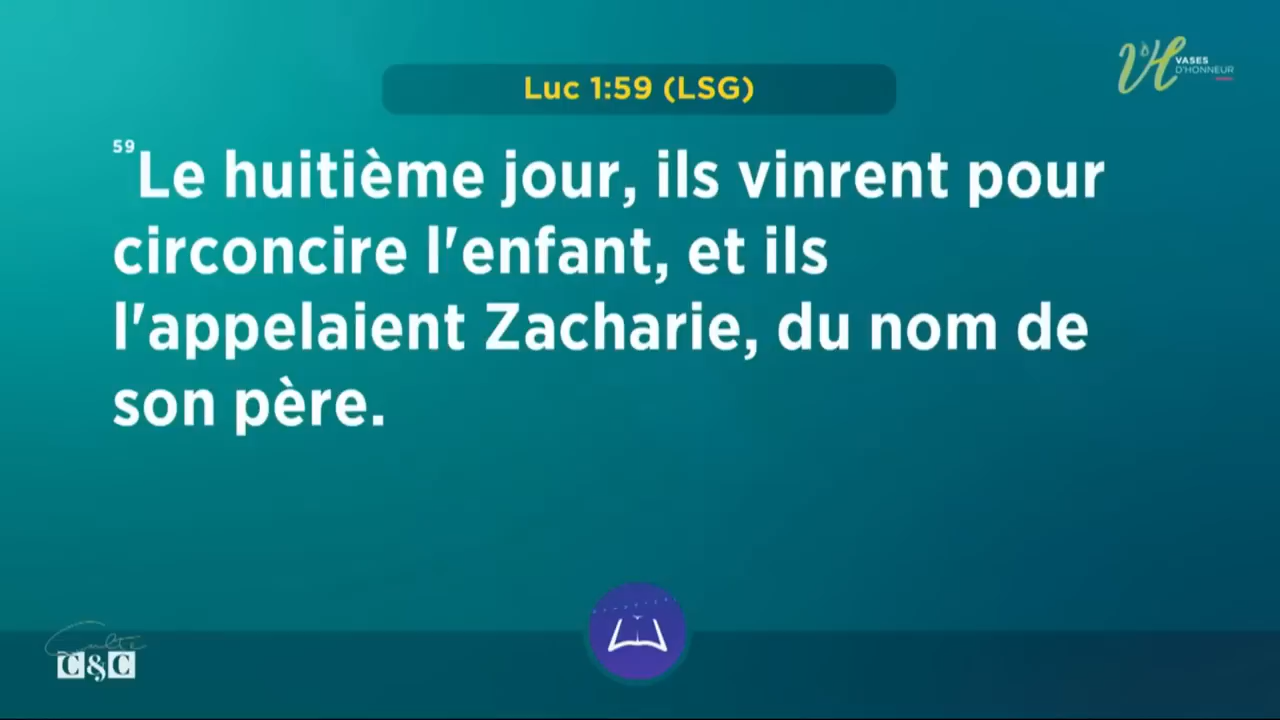 Luc 1:59 (LSG)
VASES
D'HONNEUR
59 Le huitième jour, ils vinrent pour
circoncire l'enfant, et ils
l'appelaient Zacharie, du nom de
son père.
Culte
C&C